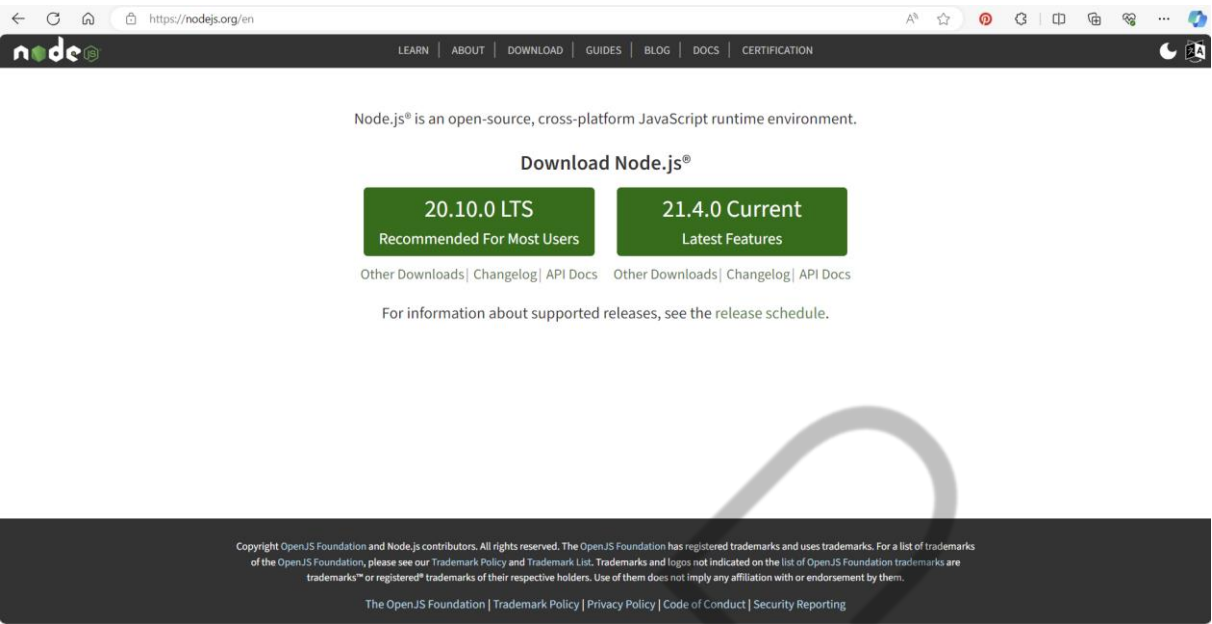 https://nodejs.org/en
node JS
LEARN | ABOUT | DOWNLOAD | GUIDES | BLOG | DOCS | CERTIFICATION
Node.js® is an open-source, cross-platform JavaScript runtime environment.
Download Node.js®
20.10.0 LTS
Recommended For Most Users
21.4.0 Current
Latest Features
Other Downloads| Changelog| API Docs
Other Downloads| Changelog| API Docs
For information about supported releases, see the release schedule.
Copyright OpenJS Foundation and Node.js contributors. All rights reserved. The OpenJS Foundation has registered trademarks and uses trademarks. For a list of trademarks
of the OpenJS Foundation, please see our Trademark Policy and Trademark List. Trademarks and logos not indicated on the list of OpenJS Foundation trademarks are
trademarks™ or registered® trademarks of their respective holders. Use of them does not imply any affiliation with or endorsement by them.
The OpenJS Foundation | Trademark Policy | Privacy Policy | Code of Conduct | Security Reporting